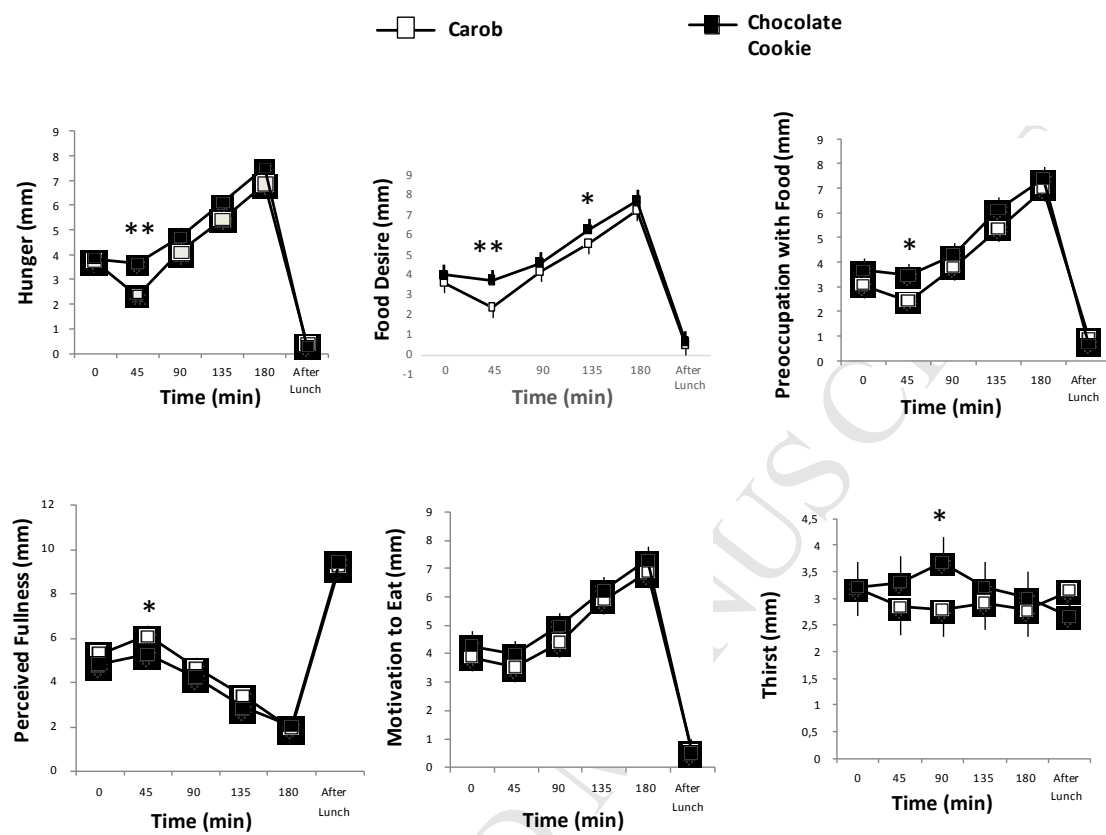 Carob
Chocolate
Cookie
Hunger (mm)
9
8
7
6
5
4
3
2
1
0
**
0 45 90 135 180 After
Lunch
Time (min)
Food Desire (mm)
9
8
7
6
5
4
3
2
1
0
-1
**
*
0 45 90 135 180 After
Lunch
Time (min)
Preoccupation with Food (mm)
9
8
7
6
5
4
3
2
1
0
*
0 45 90 135 180 After
Lunch
Time (min)
Perceived Fullness (mm)
12
10
8
6
4
2
0
*
0 45 90 135 180 After
Lunch
Time (min)
Motivation to Eat (mm)
9
8
7
6
5
4
3
2
1
0
0 45 90 135 180 After
Lunch
Time (min)
Thirst (mm)
4,5
4
3,5
3
2,5
2
1,5
1
0,5
0
*
0 45 90 135 180 After
Lunch
Time (min)